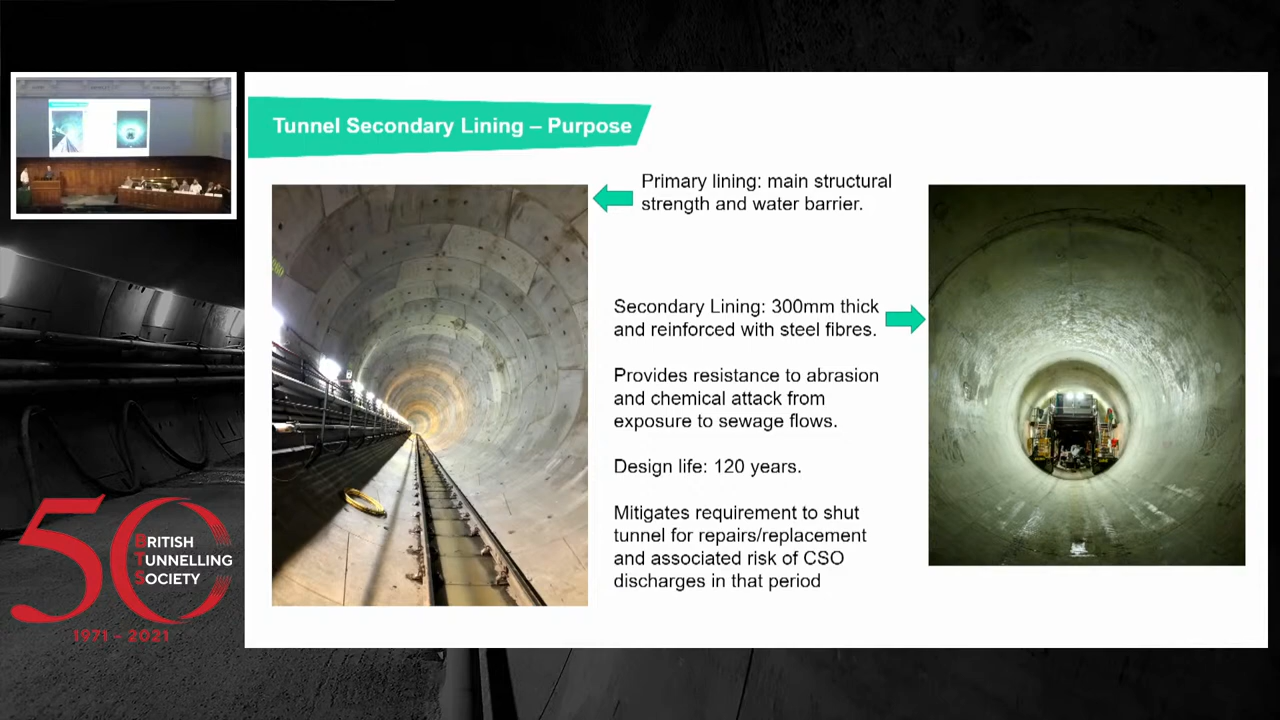 Tunnel Secondary Lining – Purpose
Primary lining: main structural
strength and water barrier.
Secondary Lining: 300mm thick
and reinforced with steel fibres.
Provides resistance to abrasion
and chemical attack from
exposure to sewage flows.
Design life: 120 years.
Mitigates requirement to shut
tunnel for repairs/replacement
and associated risk of CSO
discharges in that period
50
BRITISH
TUNNELLING
SOCIETY
1971 - 2021